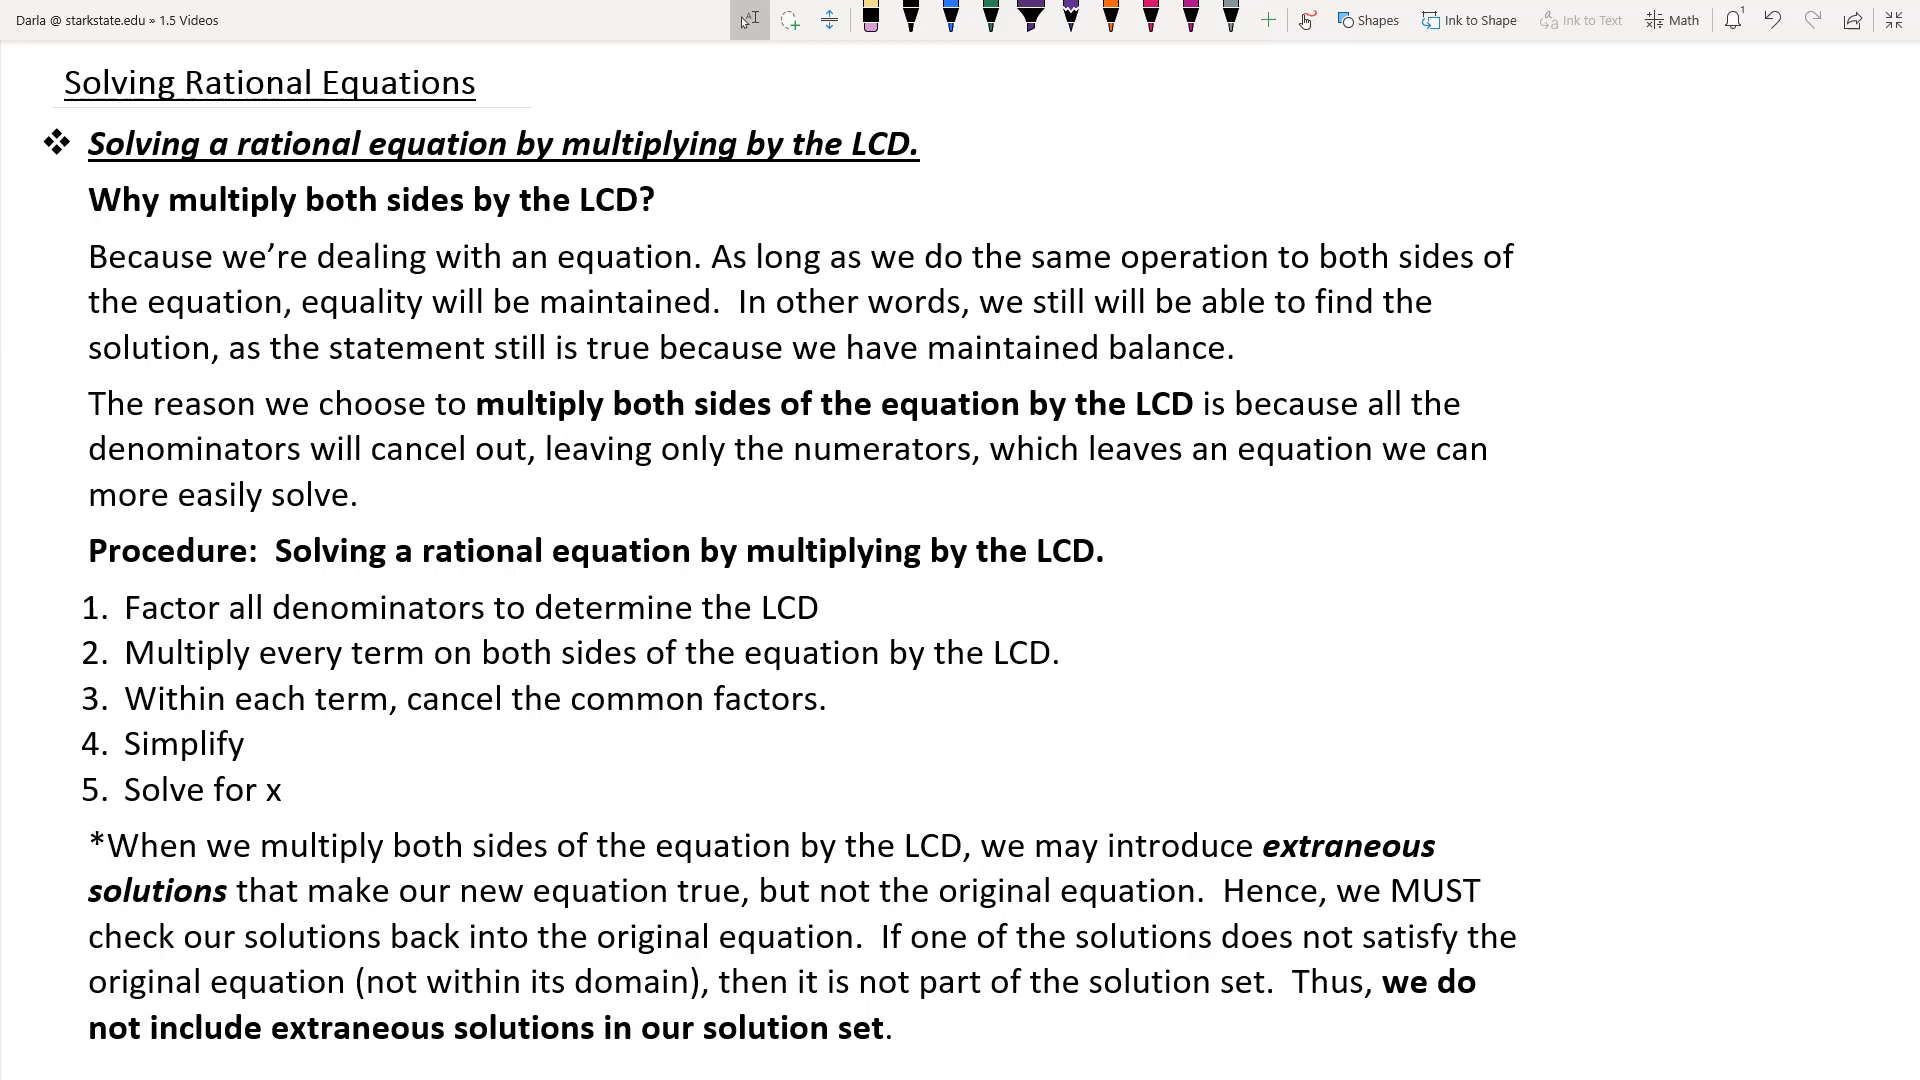 Darla @ starkstate.edu » 1.5 Videos
Shapes
Ink to Shape
Ink to Text
Math
1
Solving Rational Equations
❖ Solving a rational equation by multiplying by the LCD.
Why multiply both sides by the LCD?
Because we’re dealing with an equation. As long as we do the same operation to both sides of
the equation, equality will be maintained.  In other words, we still will be able to find the
solution, as the statement still is true because we have maintained balance.
The reason we choose to multiply both sides of the equation by the LCD is because all the
denominators will cancel out, leaving only the numerators, which leaves an equation we can
more easily solve.
Procedure:  Solving a rational equation by multiplying by the LCD.
1. Factor all denominators to determine the LCD
2. Multiply every term on both sides of the equation by the LCD.
3. Within each term, cancel the common factors.
4. Simplify
5. Solve for x
*When we multiply both sides of the equation by the LCD, we may introduce extraneous
solutions that make our new equation true, but not the original equation.  Hence, we MUST
check our solutions back into the original equation.  If one of the solutions does not satisfy the
original equation (not within its domain), then it is not part of the solution set.  Thus, we do
not include extraneous solutions in our solution set.